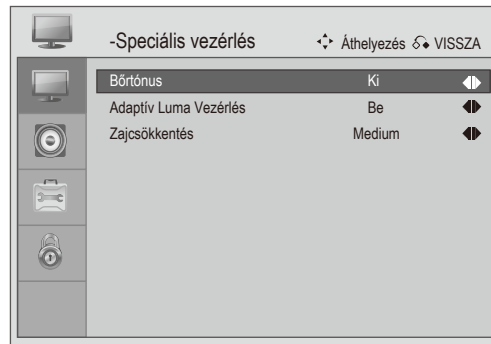 -Speciális vezérlés Áthelyezés VISSZA
Bőrtónus Ki
Adaptív Luma Vezérlés Be
Zajcsökkentés Medium